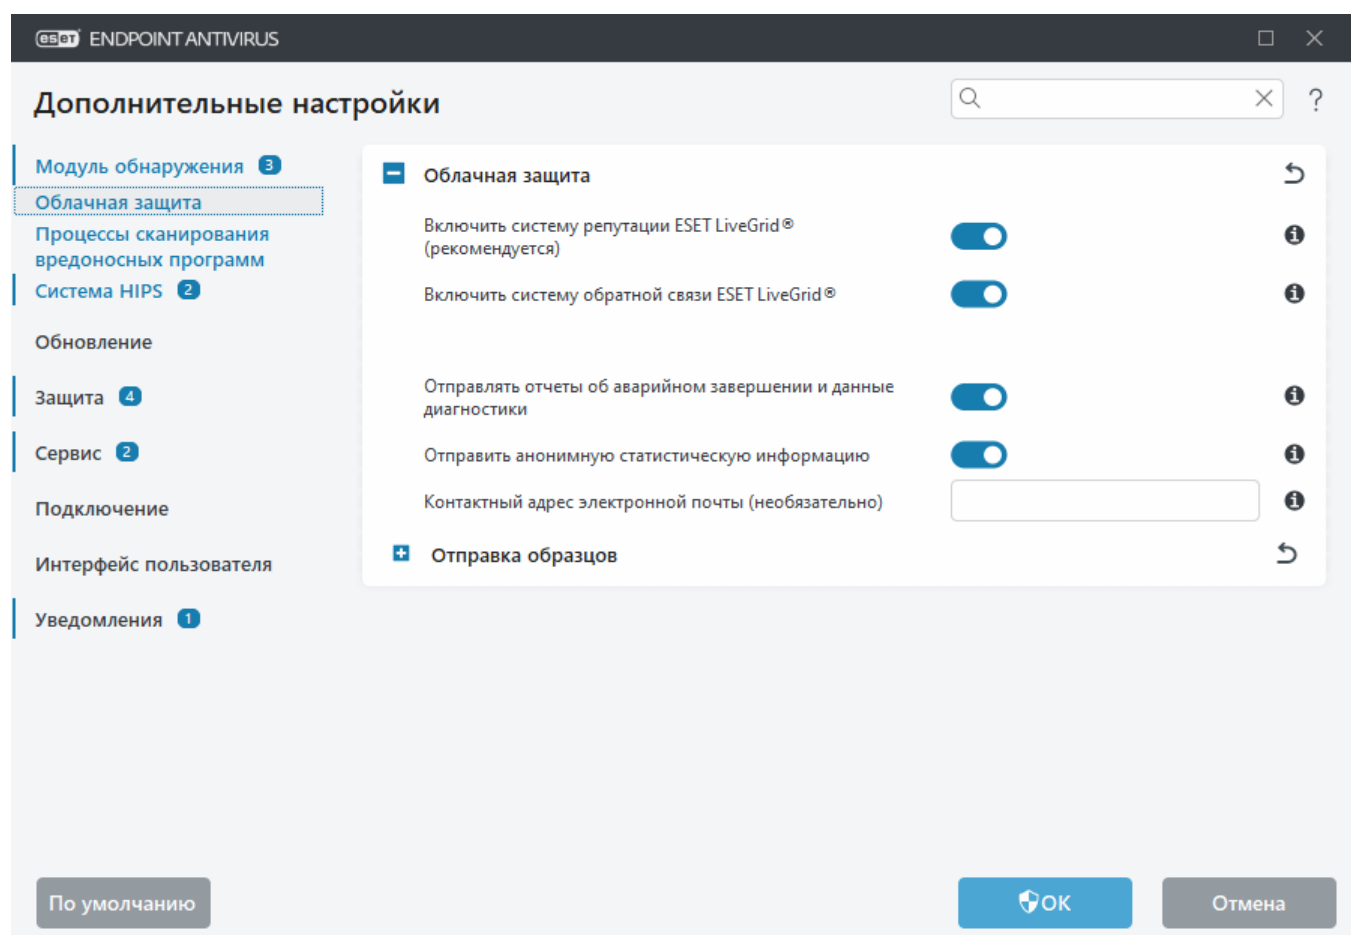 eset ENDPOINT ANTIVIRUS
Дополнительные настройки
?
Модуль обнаружения 3
Облачная защита
Процессы сканирования
вредоносных программ
Система HIPS 2
Обновление
Защита 4
Сервис 2
Подключение
Интерфейс пользователя
Уведомления 1
Облачная защита
Включить систему репутации ESET LiveGrid®
(рекомендуется)
Включить систему обратной связи ESET LiveGrid®
Отправлять отчеты об аварийном завершении и данные
диагностики
Отправить анонимную статистическую информацию
Контактный адрес электронной почты (необязательно)
Отправка образцов
По умолчанию
ОК
Отмена